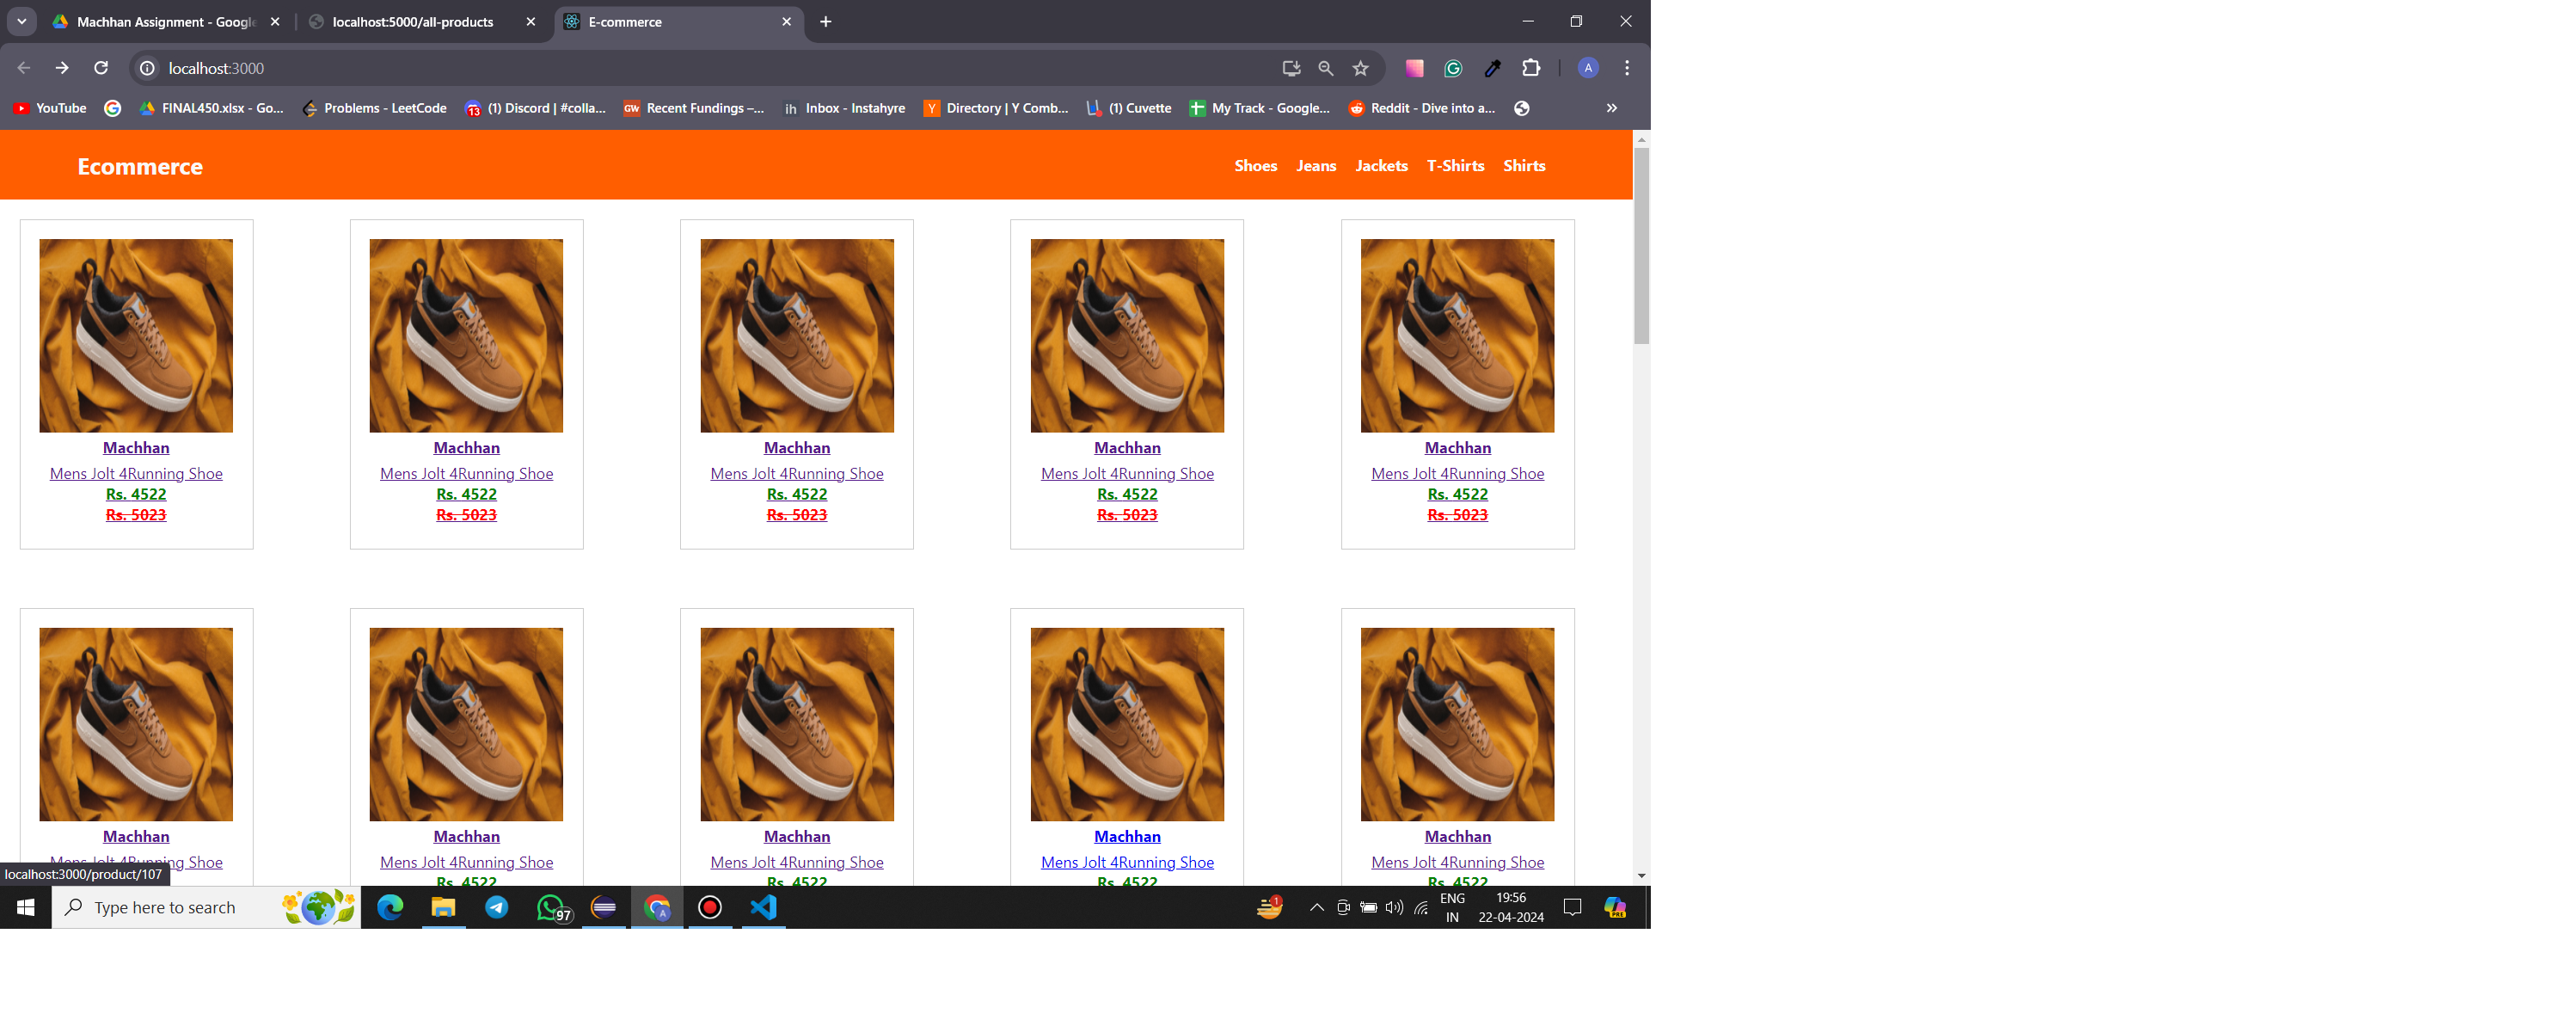 Machhan Assignment - Google
localhost:5000/all-products
E-commerce
localhost:3000
A
YouTube
FINAL450.xlsx - Go...
Problems - LeetCode
13
(1) Discord | #colla...
GW
Recent Fundings –...
ih
Inbox - Instahyre
Y
Directory | Y Comb...
(1) Cuvette
My Track - Google...
Reddit - Dive into a...
Ecommerce
Shoes
Jeans
Jackets
T-Shirts
Shirts
Machhan
Machhan
Machhan
Machhan
Machhan
Mens Jolt 4Running Shoe
Mens Jolt 4Running Shoe
Mens Jolt 4Running Shoe
Mens Jolt 4Running Shoe
Mens Jolt 4Running Shoe
Rs. 4522
Rs. 4522
Rs. 4522
Rs. 4522
Rs. 4522
Rs. 5023
Rs. 5023
Rs. 5023
Rs. 5023
Rs. 5023
Machhan
Machhan
Machhan
Machhan
Machhan
Mens Jolt 4Running Shoe
Mens Jolt 4Running Shoe
Mens Jolt 4Running Shoe
Mens Jolt 4Running Shoe
Mens Jolt 4Running Shoe
Rs. 4522
Rs. 4522
Rs. 4522
Rs. 4522
localhost:3000/product/107
Type here to search
97
A
1
ENG
IN
19:56
22-04-2024
PRE